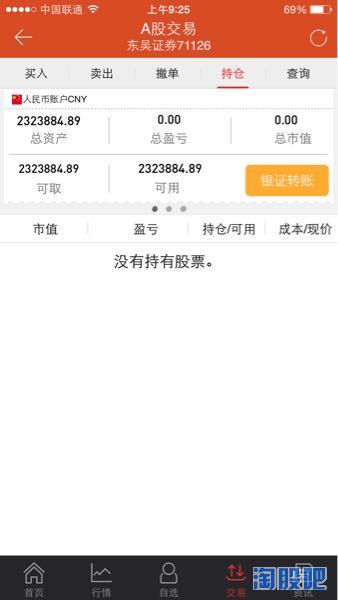 中国联通 上午9:25 69%
A股交易
东吴证券71126
买入 卖出 撤单 持仓 查询
人民币账户CNY
2323884.89 0.00 0.00
总资产 总盈亏 总市值
2323884.89 2323884.89 银证转账
可取 可用
市值 盈亏 持仓/可用 成本/现价
没有持有股票。
首页 行情 自选 交易 资讯
淘股吧